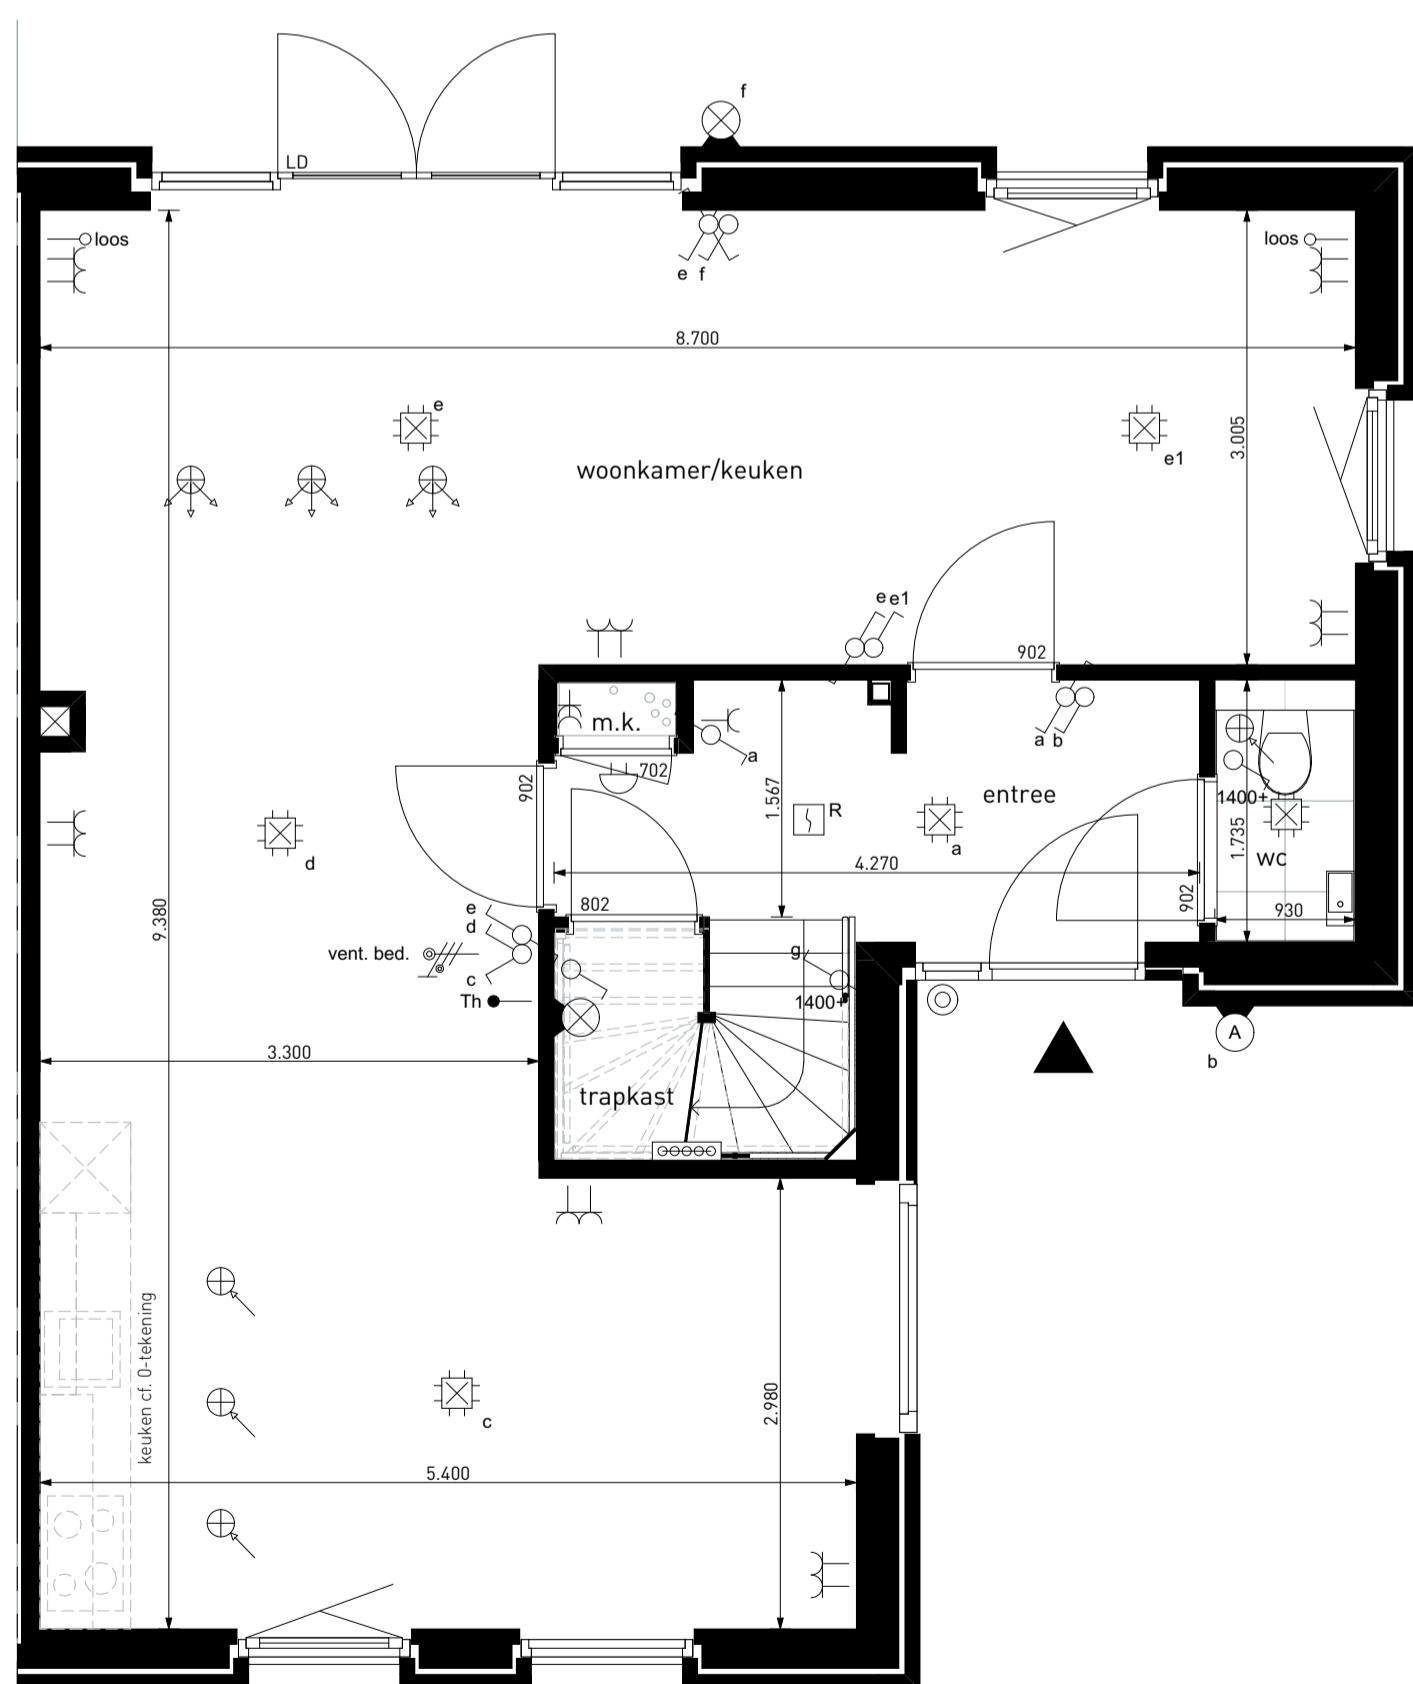 f
LD
loos
loos
e f
8.700
e
3.005
e1
woonkamer/keuken
e e1
902
m.k.
a
a b
702
902
1.567
entree
1400+
R
a
d
1.735
wc
4.270
802
902
930
9.380
e
d
vent. bed.
c
g
Th
1400+
A
b
3.300
trapkast
keuken cf. 0-tekening
c
2.980
5.400